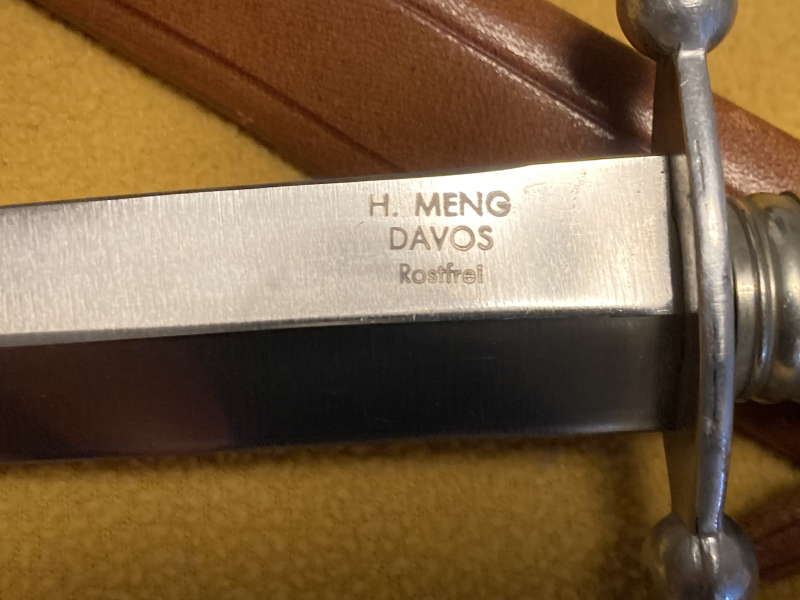 H. MENG
DAVOS
Rostfrei